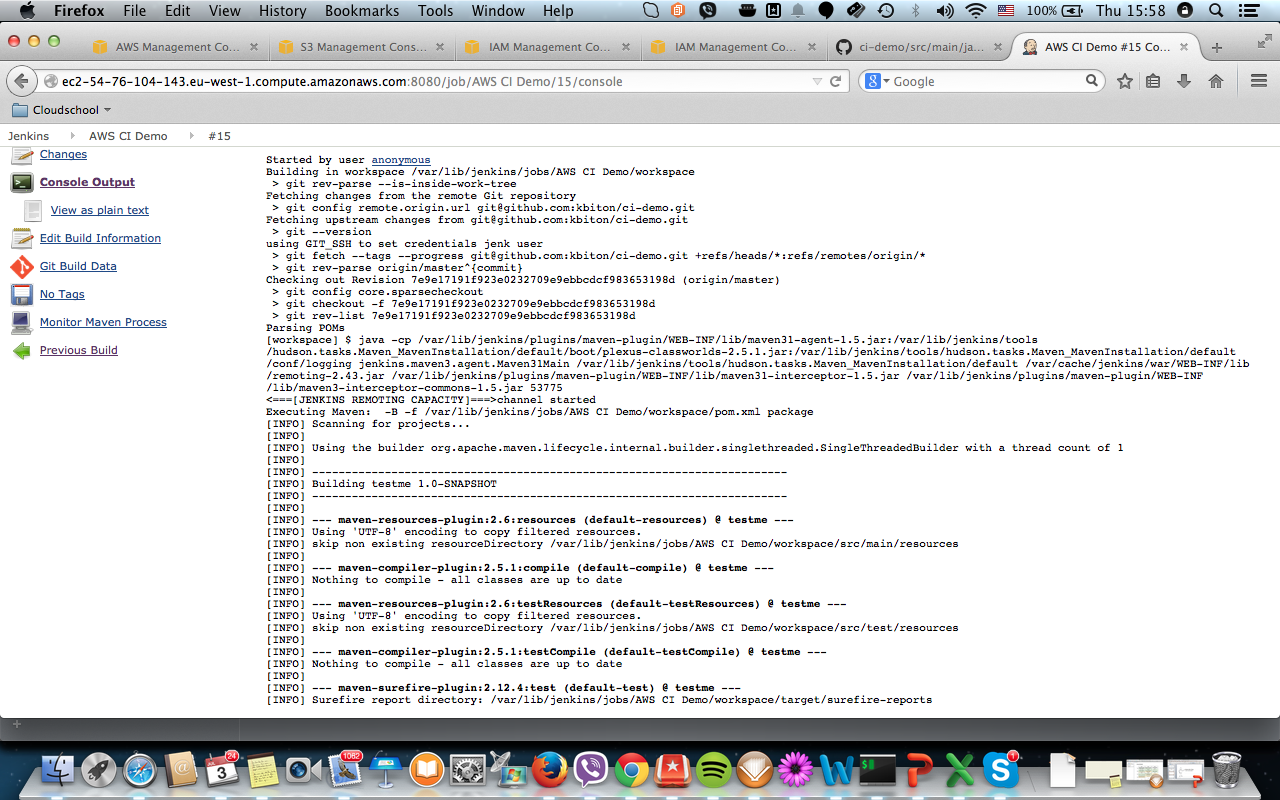 Firefox File Edit View History Bookmarks Tools Window Help 100% Thu 15:58
AWS Management Co... S3 Management Cons... IAM Management Co... IAM Management Co... ci-demo/src/main/ja... AWS CI Demo #15 Co...
ec2-54-76-104-143.eu-west-1.compute.amazonaws.com:8080/job/AWS CI Demo/15/console Google
Cloudschool
Jenkins AWS CI Demo #15
Changes
Console Output
View as plain text
Edit Build Information
Git Build Data
No Tags
Monitor Maven Process
Previous Build
Started by user anonymous
Building in workspace /var/lib/jenkins/jobs/AWS CI Demo/workspace
> git rev-parse --is-inside-work-tree
Fetching changes from the remote Git repository
> git config remote.origin.url git@github.com:kbiton/ci-demo.git
Fetching upstream changes from git@github.com:kbiton/ci-demo.git
> git --version
using GIT_SSH to set credentials jenk user
> git fetch --tags --progress git@github.com:kbiton/ci-demo.git +refs/heads/*:refs/remotes/origin/*
> git rev-parse origin/master^{commit}
Checking out Revision 7e9e17191f923e0232709e9ebbcdcf983653198d (origin/master)
> git config core.sparsecheckout
> git checkout -f 7e9e17191f923e0232709e9ebbcdcf983653198d
> git rev-list 7e9e17191f923e0232709e9ebbcdcf983653198d
Parsing POMs
[workspace] $ java -cp /var/lib/jenkins/plugins/maven-plugin/WEB-INF/lib/maven31-agent-1.5.jar:/var/lib/jenkins/tools
/hudson.tasks.Maven_MavenInstallation/default/boot/plexus-classworlds-2.5.1.jar:/var/lib/jenkins/tools/hudson.tasks.Maven_MavenInstallation/default
/conf/logging jenkins.maven3.agent.Maven31Main /var/lib/jenkins/tools/hudson.tasks.Maven_MavenInstallation/default /var/cache/jenkins/war/WEB-INF/lib
/remoting-2.43.jar /var/lib/jenkins/plugins/maven-plugin/WEB-INF/lib/maven31-interceptor-1.5.jar /var/lib/jenkins/plugins/maven-plugin/WEB-INF
/lib/maven3-interceptor-commons-1.5.jar 53775
<===[JENKINS REMOTING CAPACITY]===>channel started
Executing Maven: -B -f /var/lib/jenkins/jobs/AWS CI Demo/workspace/pom.xml package
[INFO] Scanning for projects...
[INFO]
[INFO] Using the builder org.apache.maven.lifecycle.internal.builder.singlethreaded.SingleThreadedBuilder with a thread count of 1
[INFO]
[INFO] ------------------------------------------------------------------------
[INFO] Building testme 1.0-SNAPSHOT
[INFO] ------------------------------------------------------------------------
[INFO]
[INFO] --- maven-resources-plugin:2.6:resources (default-resources) @ testme ---
[INFO] Using 'UTF-8' encoding to copy filtered resources.
[INFO] skip non existing resourceDirectory /var/lib/jenkins/jobs/AWS CI Demo/workspace/src/main/resources
[INFO]
[INFO] --- maven-compiler-plugin:2.5.1:compile (default-compile) @ testme ---
[INFO] Nothing to compile - all classes are up to date
[INFO]
[INFO] --- maven-resources-plugin:2.6:testResources (default-testResources) @ testme ---
[INFO] Using 'UTF-8' encoding to copy filtered resources.
[INFO] skip non existing resourceDirectory /var/lib/jenkins/jobs/AWS CI Demo/workspace/src/test/resources
[INFO]
[INFO] --- maven-compiler-plugin:2.5.1:testCompile (default-testCompile) @ testme ---
[INFO] Nothing to compile - all classes are up to date
[INFO]
[INFO] --- maven-surefire-plugin:2.12.4:test (default-test) @ testme ---
[INFO] Surefire report directory: /var/lib/jenkins/jobs/AWS CI Demo/workspace/target/surefire-reports
24 3 1082 1